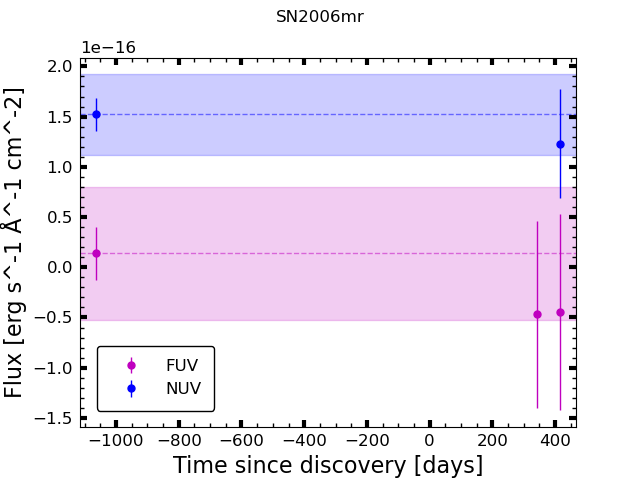 SN2006mr
1e−16
2.0
1.5
1.0
0.5
0.0
−0.5
−1.0
−1.5
Flux [erg s^-1 Å^-1 cm^-2]
FUV
NUV
−1000 −800 −600 −400 −200 0 200 400
Time since discovery [days]